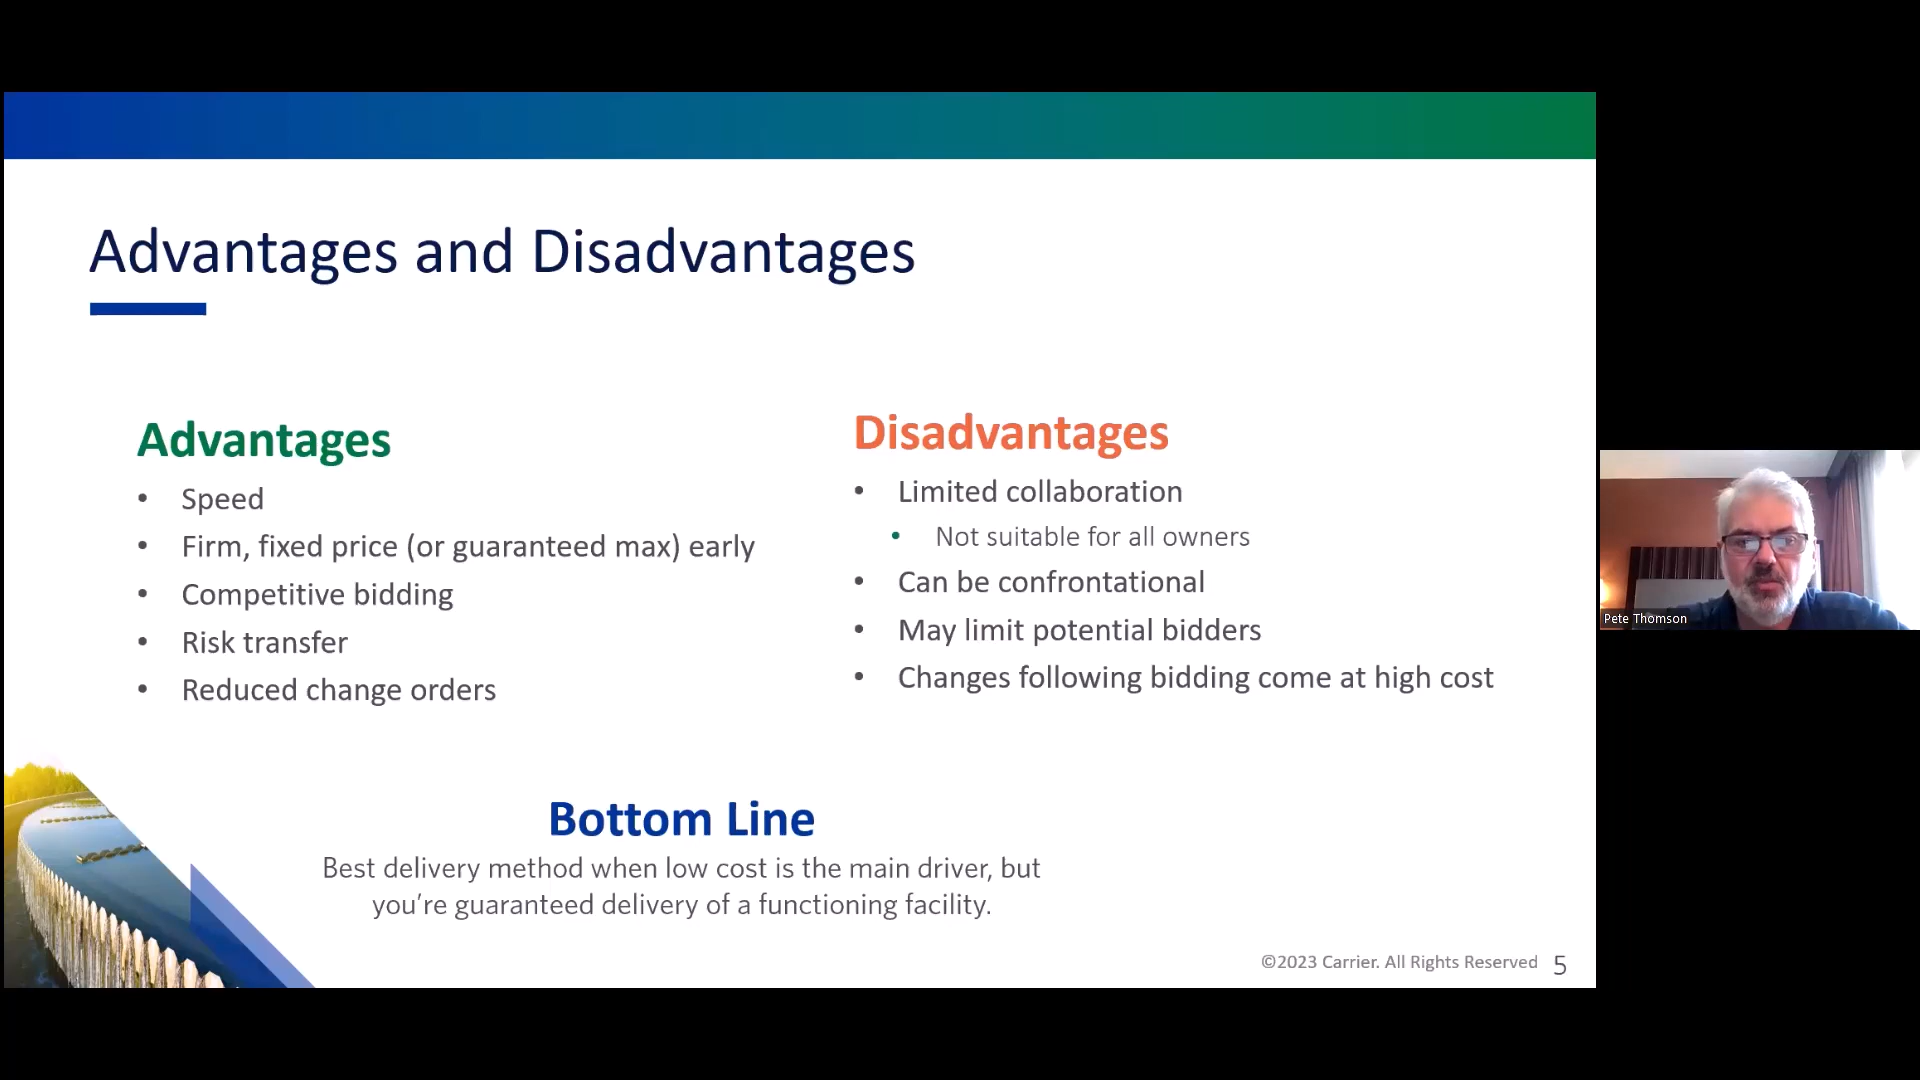 Advantages and Disadvantages
Advantages
• Speed
• Firm, fixed price (or guaranteed max) early
• Competitive bidding
• Risk transfer
• Reduced change orders
Disadvantages
• Limited collaboration
• Not suitable for all owners
• Can be confrontational
• May limit potential bidders
• Changes following bidding come at high cost
Bottom Line
Best delivery method when low cost is the main driver, but
you’re guaranteed delivery of a functioning facility.
©2023 Carrier. All Rights Reserved 5
Pete Thomson